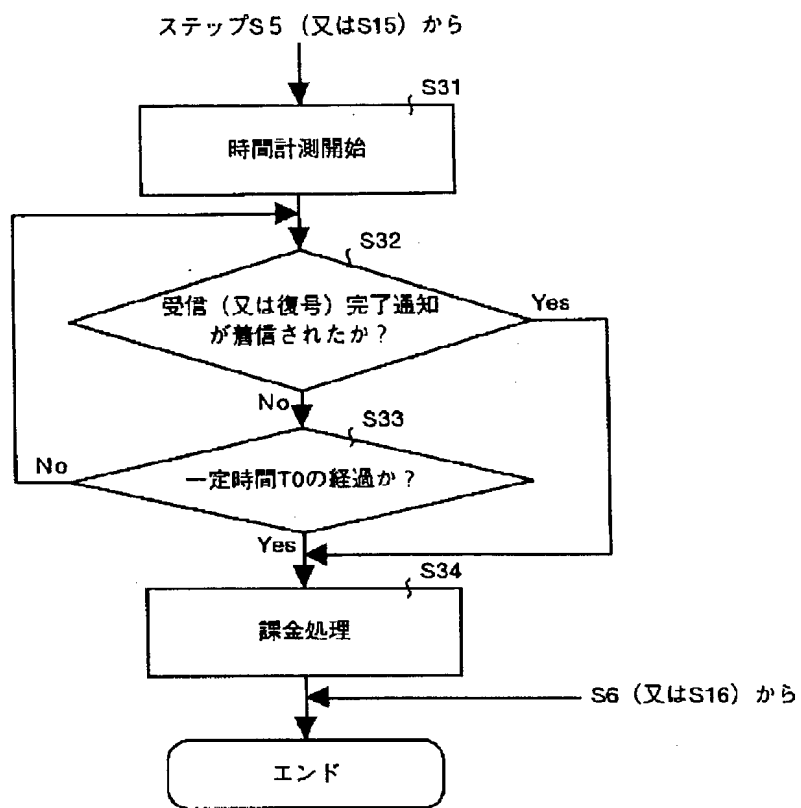 ステップS5（又はS15）から
S31
時間計測開始
S32
受信（又は復号）完了通知
が着信されたか？
Yes
No
S33
一定時間T0の経過か？
No
Yes
S34
課金処理
S6（又はS16）から
エンド